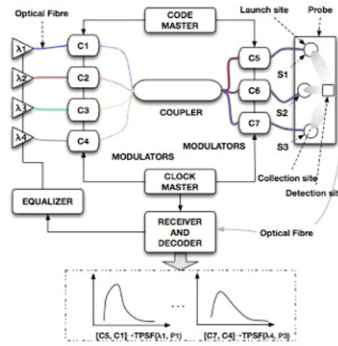 Optical Fibre
CODE
MASTER
Launch site
Probe
λ1
λ2
λ3
λ4
C1
C2
C3
C4
COUPLER
C5
C6
C7
S1
S2
S3
MODULATORS
MODULATORS
CLOCK
MASTER
Collection site
Detection sit
EQUALIZER
RECEIVER
AND
DECODER
Optical Fibre
...
[C5, C1]→TPSF(λ1, P1)
[C7, C4]→TPSF(λ4, P3)